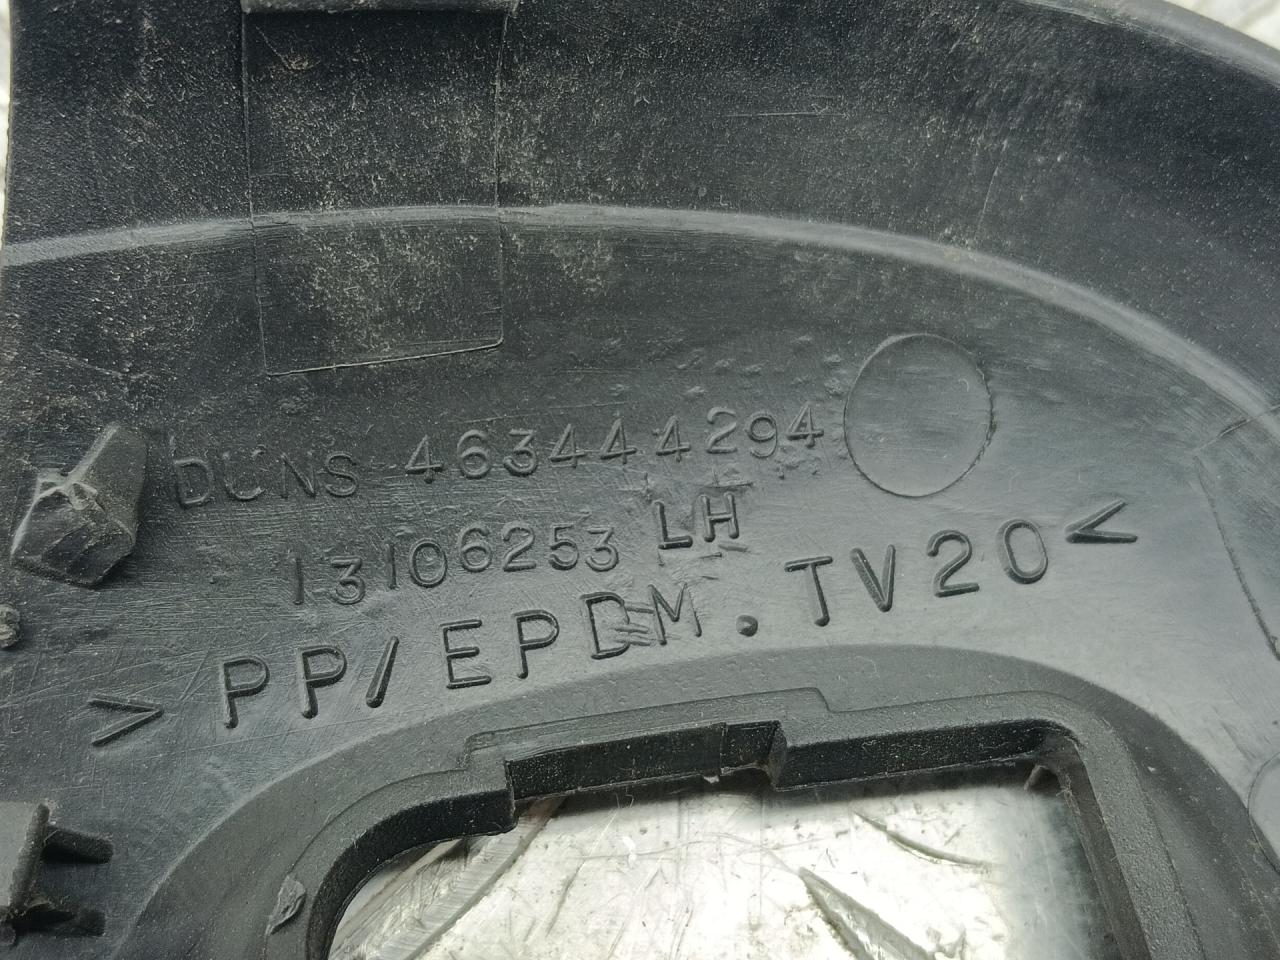 DUNS 463444294
13106253 LH
>PP/EPDM.TV20<